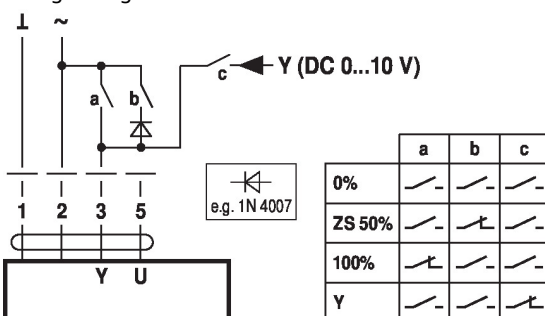 ⊥ ~
a b c Y (DC 0...10 V)
1 2 3 5
Y U
e.g. 1N 4007
a b c
0%
ZS 50%
100%
Y